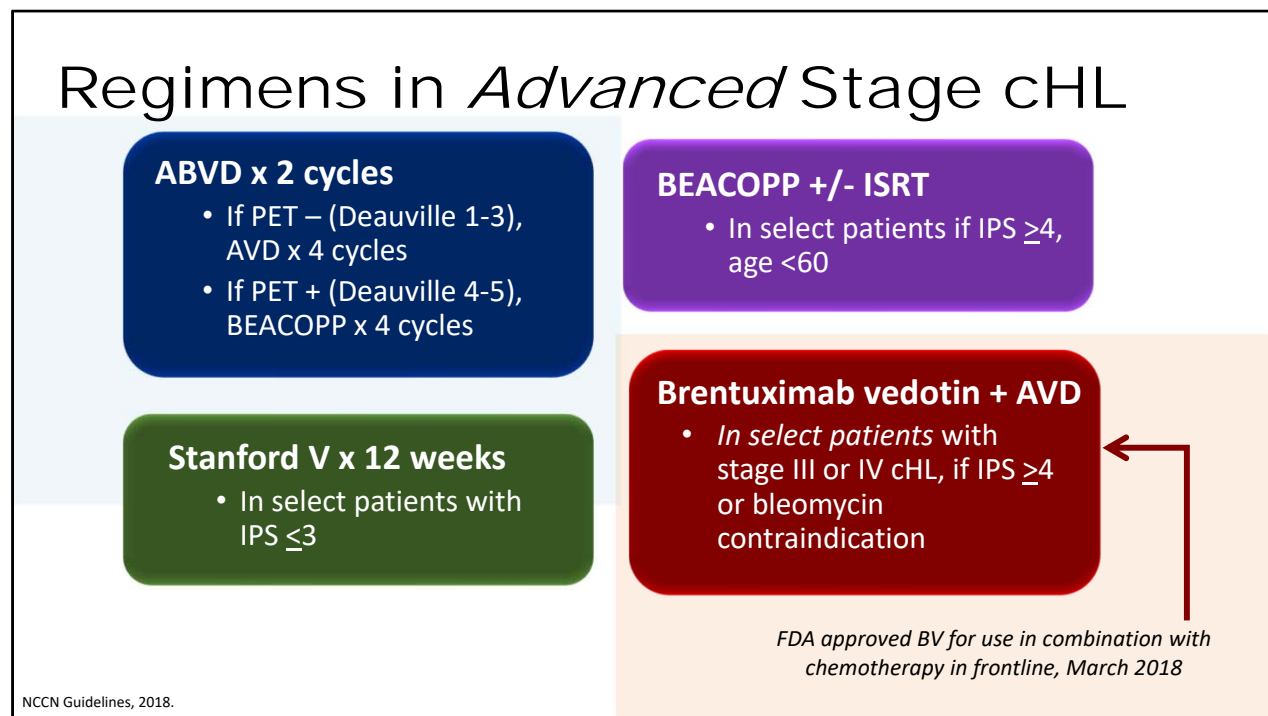 Regimens in Advanced Stage cHL
ABVD x 2 cycles
• If PET – (Deauville 1-3),
AVD x 4 cycles
• If PET + (Deauville 4-5),
BEACOPP x 4 cycles
BEACOPP +/- ISRT
• In select patients if IPS >4,
age <60
Stanford V x 12 weeks
• In select patients with
IPS <3
Brentuximab vedotin + AVD
• In select patients with
stage III or IV cHL, if IPS >4
or bleomycin
contraindication
FDA approved BV for use in combination with
chemotherapy in frontline, March 2018
NCCN Guidelines, 2018.